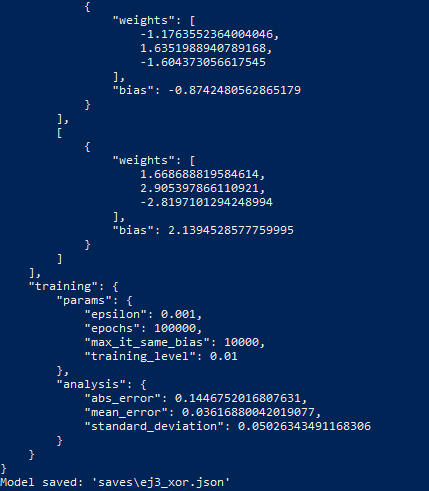 {
"weights": [
-1.1763552364004046,
1.6351988940789168,
-1.604373056617545
],
"bias": -0.8742480562865179
}
],
[
{
"weights": [
1.668688819584614,
2.905397866110921,
-2.8197101294248994
],
"bias": 2.1394528577759995
}
]
],
"training": {
"params": {
"epsilon": 0.001,
"epochs": 100000,
"max_it_same_bias": 10000,
"training_level": 0.01
},
"analysis": {
"abs_error": 0.1446752016807631,
"mean_error": 0.03616880042019077,
"standard_deviation": 0.05026343491168306
}
}
}
Model saved: 'saves\ej3_xor.json'